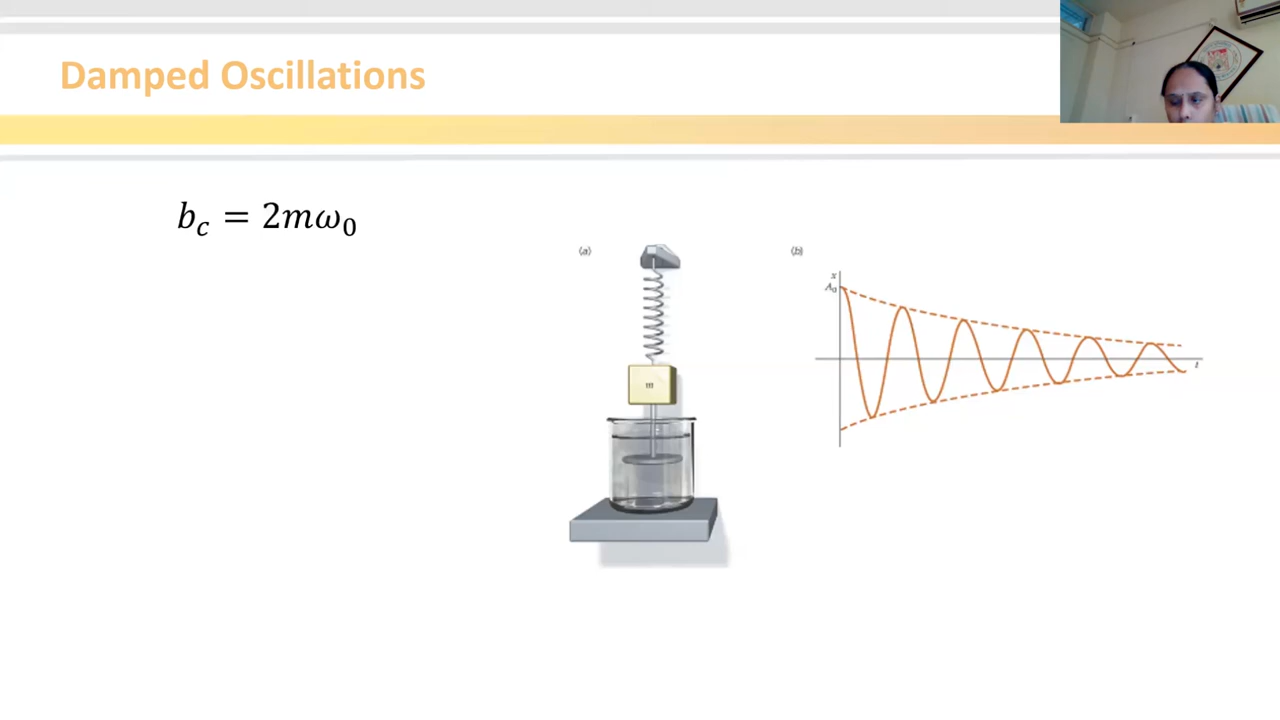 Damped Oscillations
b_c = 2mω_0
(a)
m
(b)
x
A_0
t